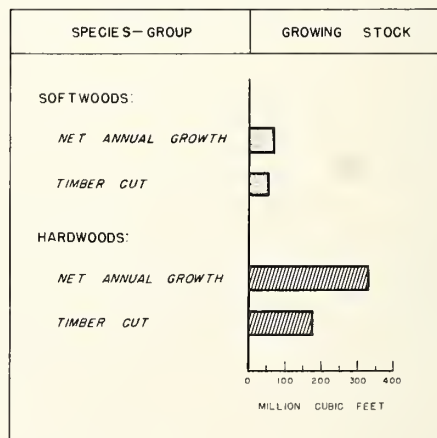 SPECIES—GROUP
GROWING STOCK
SOFTWOODS:
NET ANNUAL GROWTH
TIMBER CUT
HARDWOODS:
NET ANNUAL GROWTH
TIMBER CUT
0 100 200 300 400
MILLION CUBIC FEET